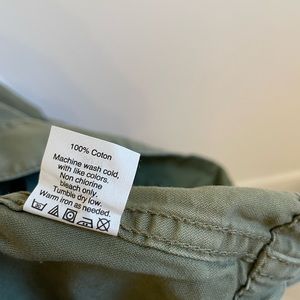 100% Coton
Machine wash cold.
with like colors.
Non chlorine
bleach only.
Tumble dry low.
Warm iron as needed.